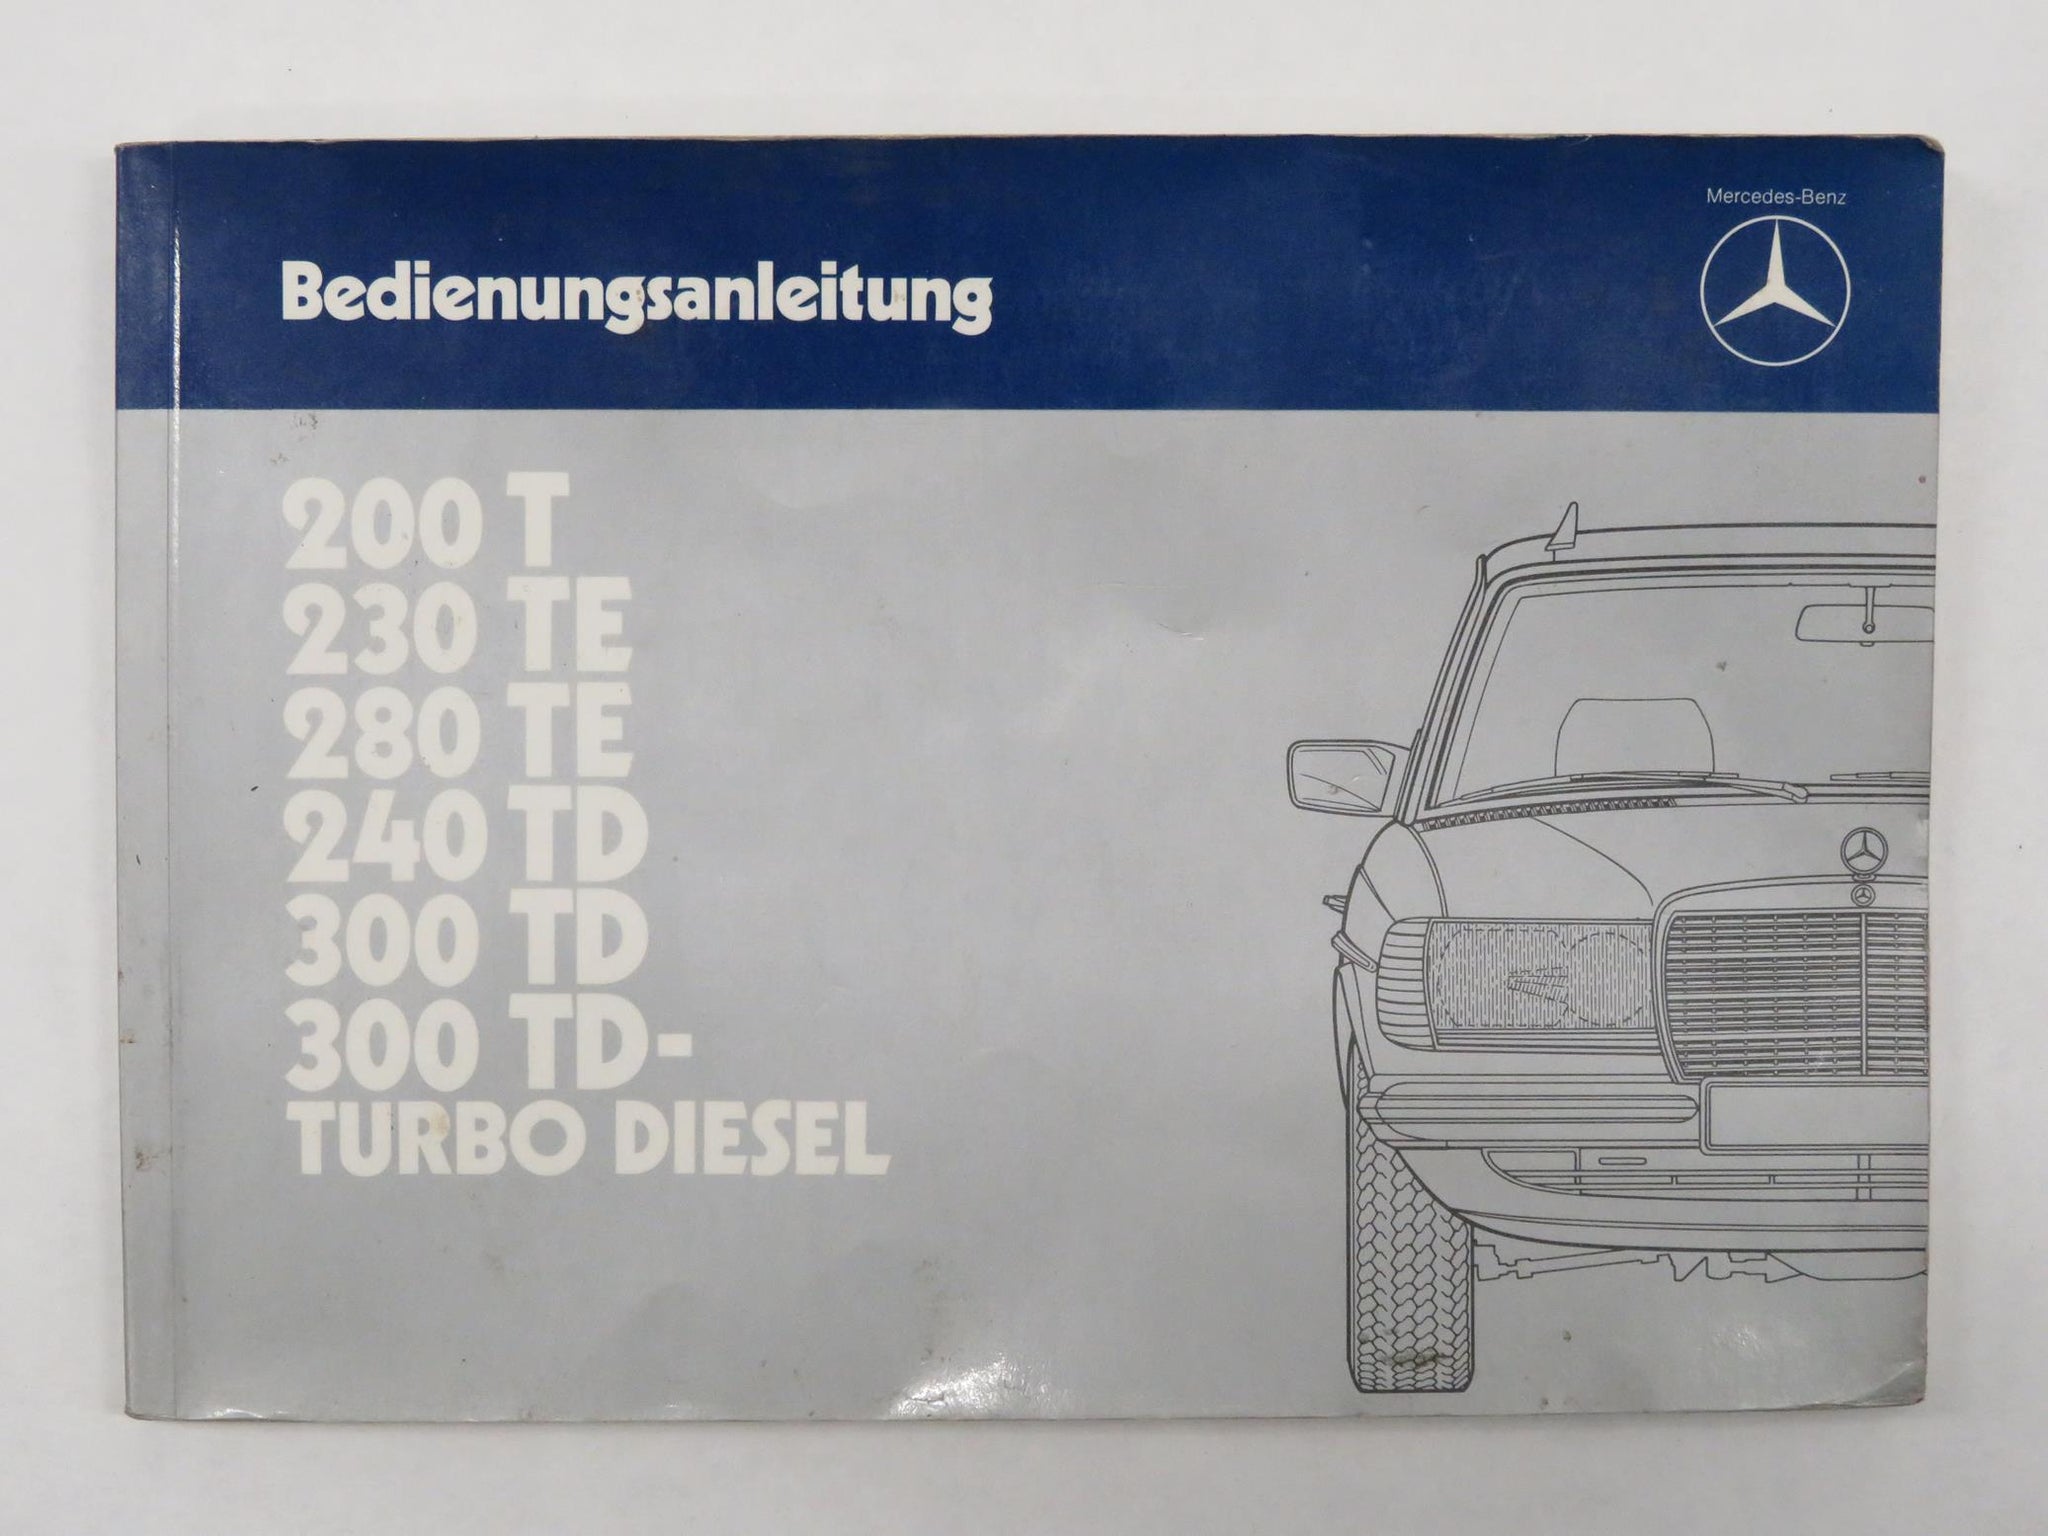 Mercedes-Benz
Bedienungsanleitung
200 T
230 TE
280 TE
240 TD
300 TD
300 TD-
TURBO DIESEL